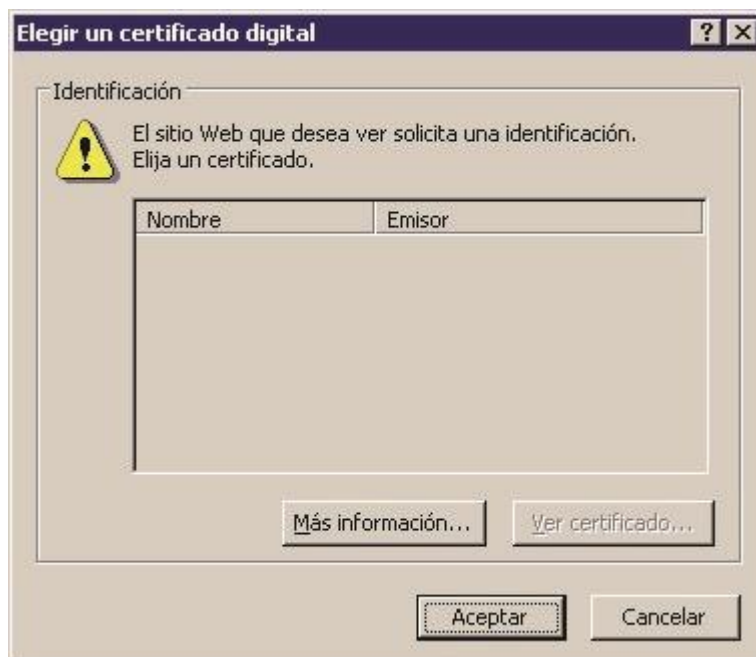 Elegir un certificado digital
Identificación
El sitio Web que desea ver solicita una identificación.
Elija un certificado.
Nombre Emisor
Más información... Ver certificado...
Aceptar Cancelar